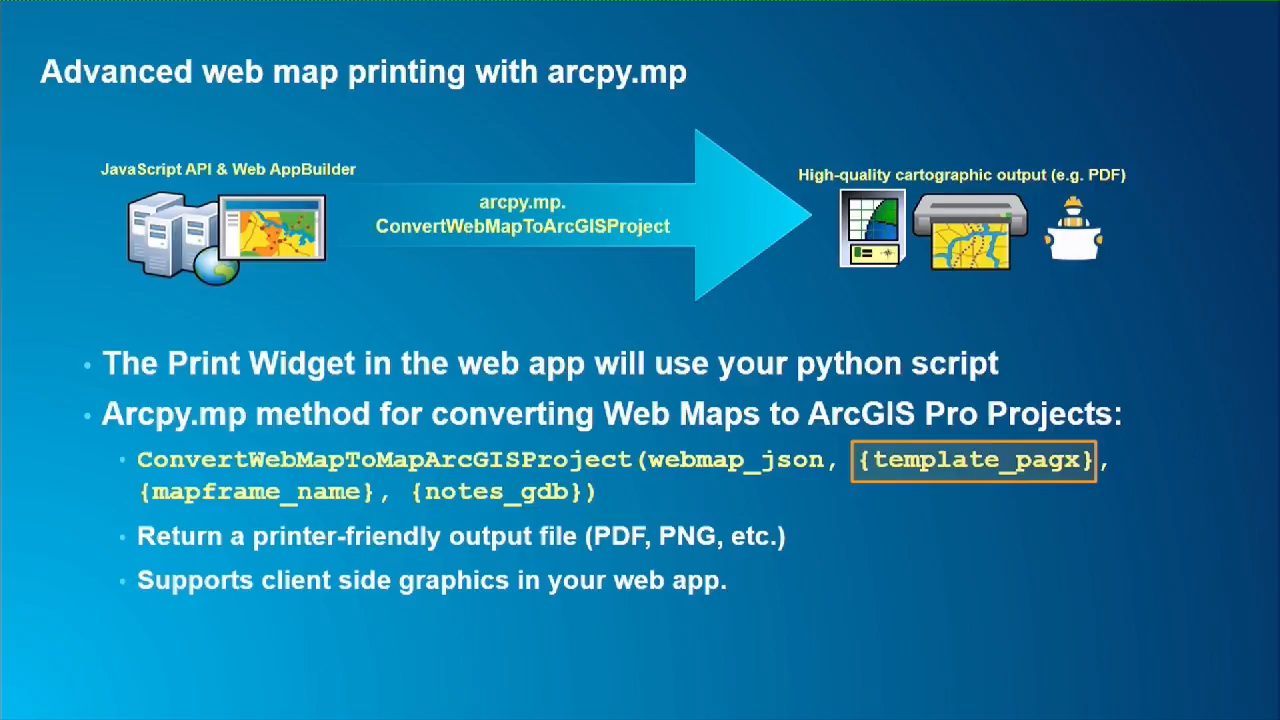 Advanced web map printing with arcpy.mp
JavaScript API & Web AppBuilder
High-quality cartographic output (e.g. PDF)
arcpy.mp.
ConvertWebMapToArcGISProject
The Print Widget in the web app will use your python script
Arcpy.mp method for converting Web Maps to ArcGIS Pro Projects:
ConvertWebMapToMapArcGISProject(webmap_json, {template_pagx},
{mapframe_name}, {notes_gdb})
Return a printer-friendly output file (PDF, PNG, etc.)
Supports client side graphics in your web app.